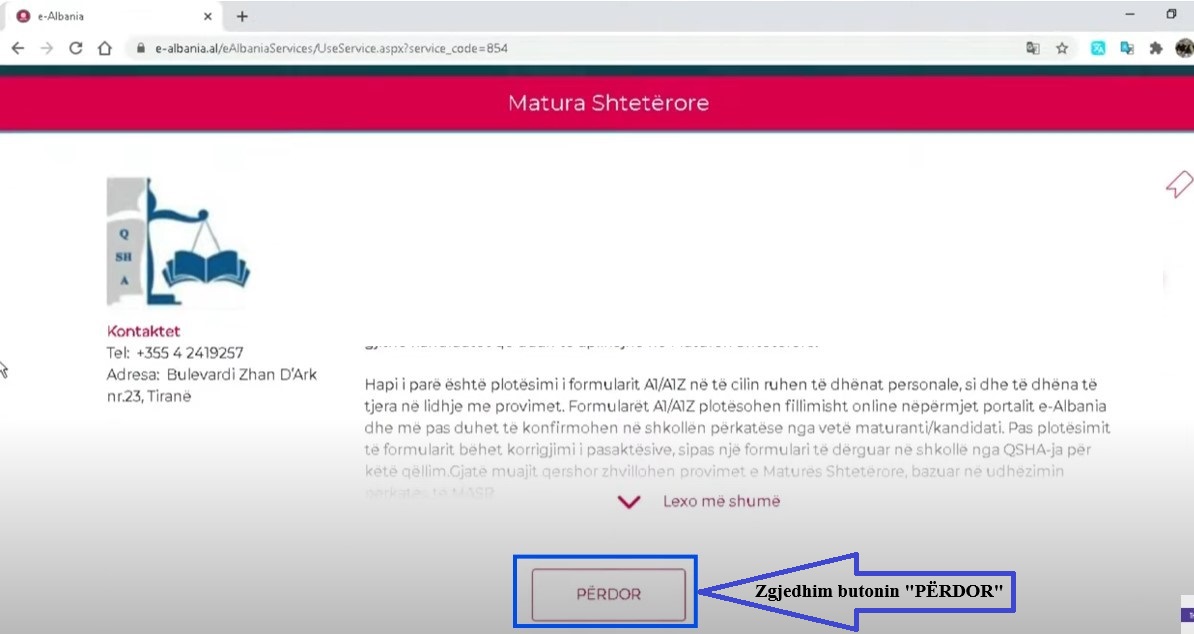 e-Albania
e-albania.al/eAlbaniaServices/UseService.aspx?service_code=854
Matura Shtetërore
Q
SH
A
Kontaktet
Tel: +355 4 2419257
Adresa: Bulevardi Zhan D'Ark
nr.23, Tiranë
Hapi i parë është plotësimi i formularit A1/A1Z në të cilin ruhen të dhënat personale, si dhe të dhëna të
tjera në lidhje me provimet. Formularët A1/A1Z plotësohen fillimisht online nëpërmjet portalit e-Albania
dhe më pas duhet të konfirmohen në shkollën përkatëse nga vetë maturanti/kandidati. Pas plotësimit
të formularit bëhet korrigjimi i pasaktësive, sipas një formulari të dërguar në shkollë nga QSHA-ja për
këtë qëllim.Gjatë muajit qershor zhvillohen provimet e Maturës Shtetërore, bazuar në udhëzimin
përkatës të MASR
Lexo më shumë
PËRDOR
Zgjedhim butonin "PËRDOR"